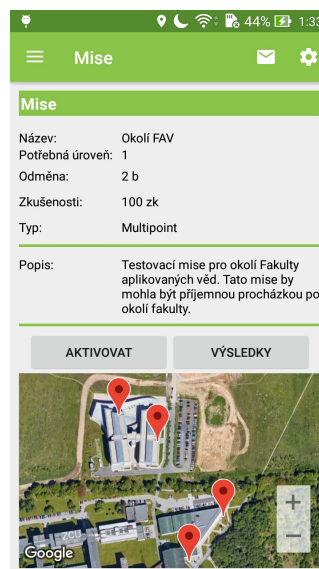 44% 1:33
Mise
Mise
Název: Okolí FAV
Potřebná úroveň: 1
Odměna: 2 b
Zkušenosti: 100 zk
Typ: Multipoint
Popis: Testovací mise pro okolí Fakulty
aplikovaných věd. Tato mise by
mohla být příjemnou procházkou po
okolí fakulty.
AKTIVOVAT VÝSLEDKY
ZCU
Google